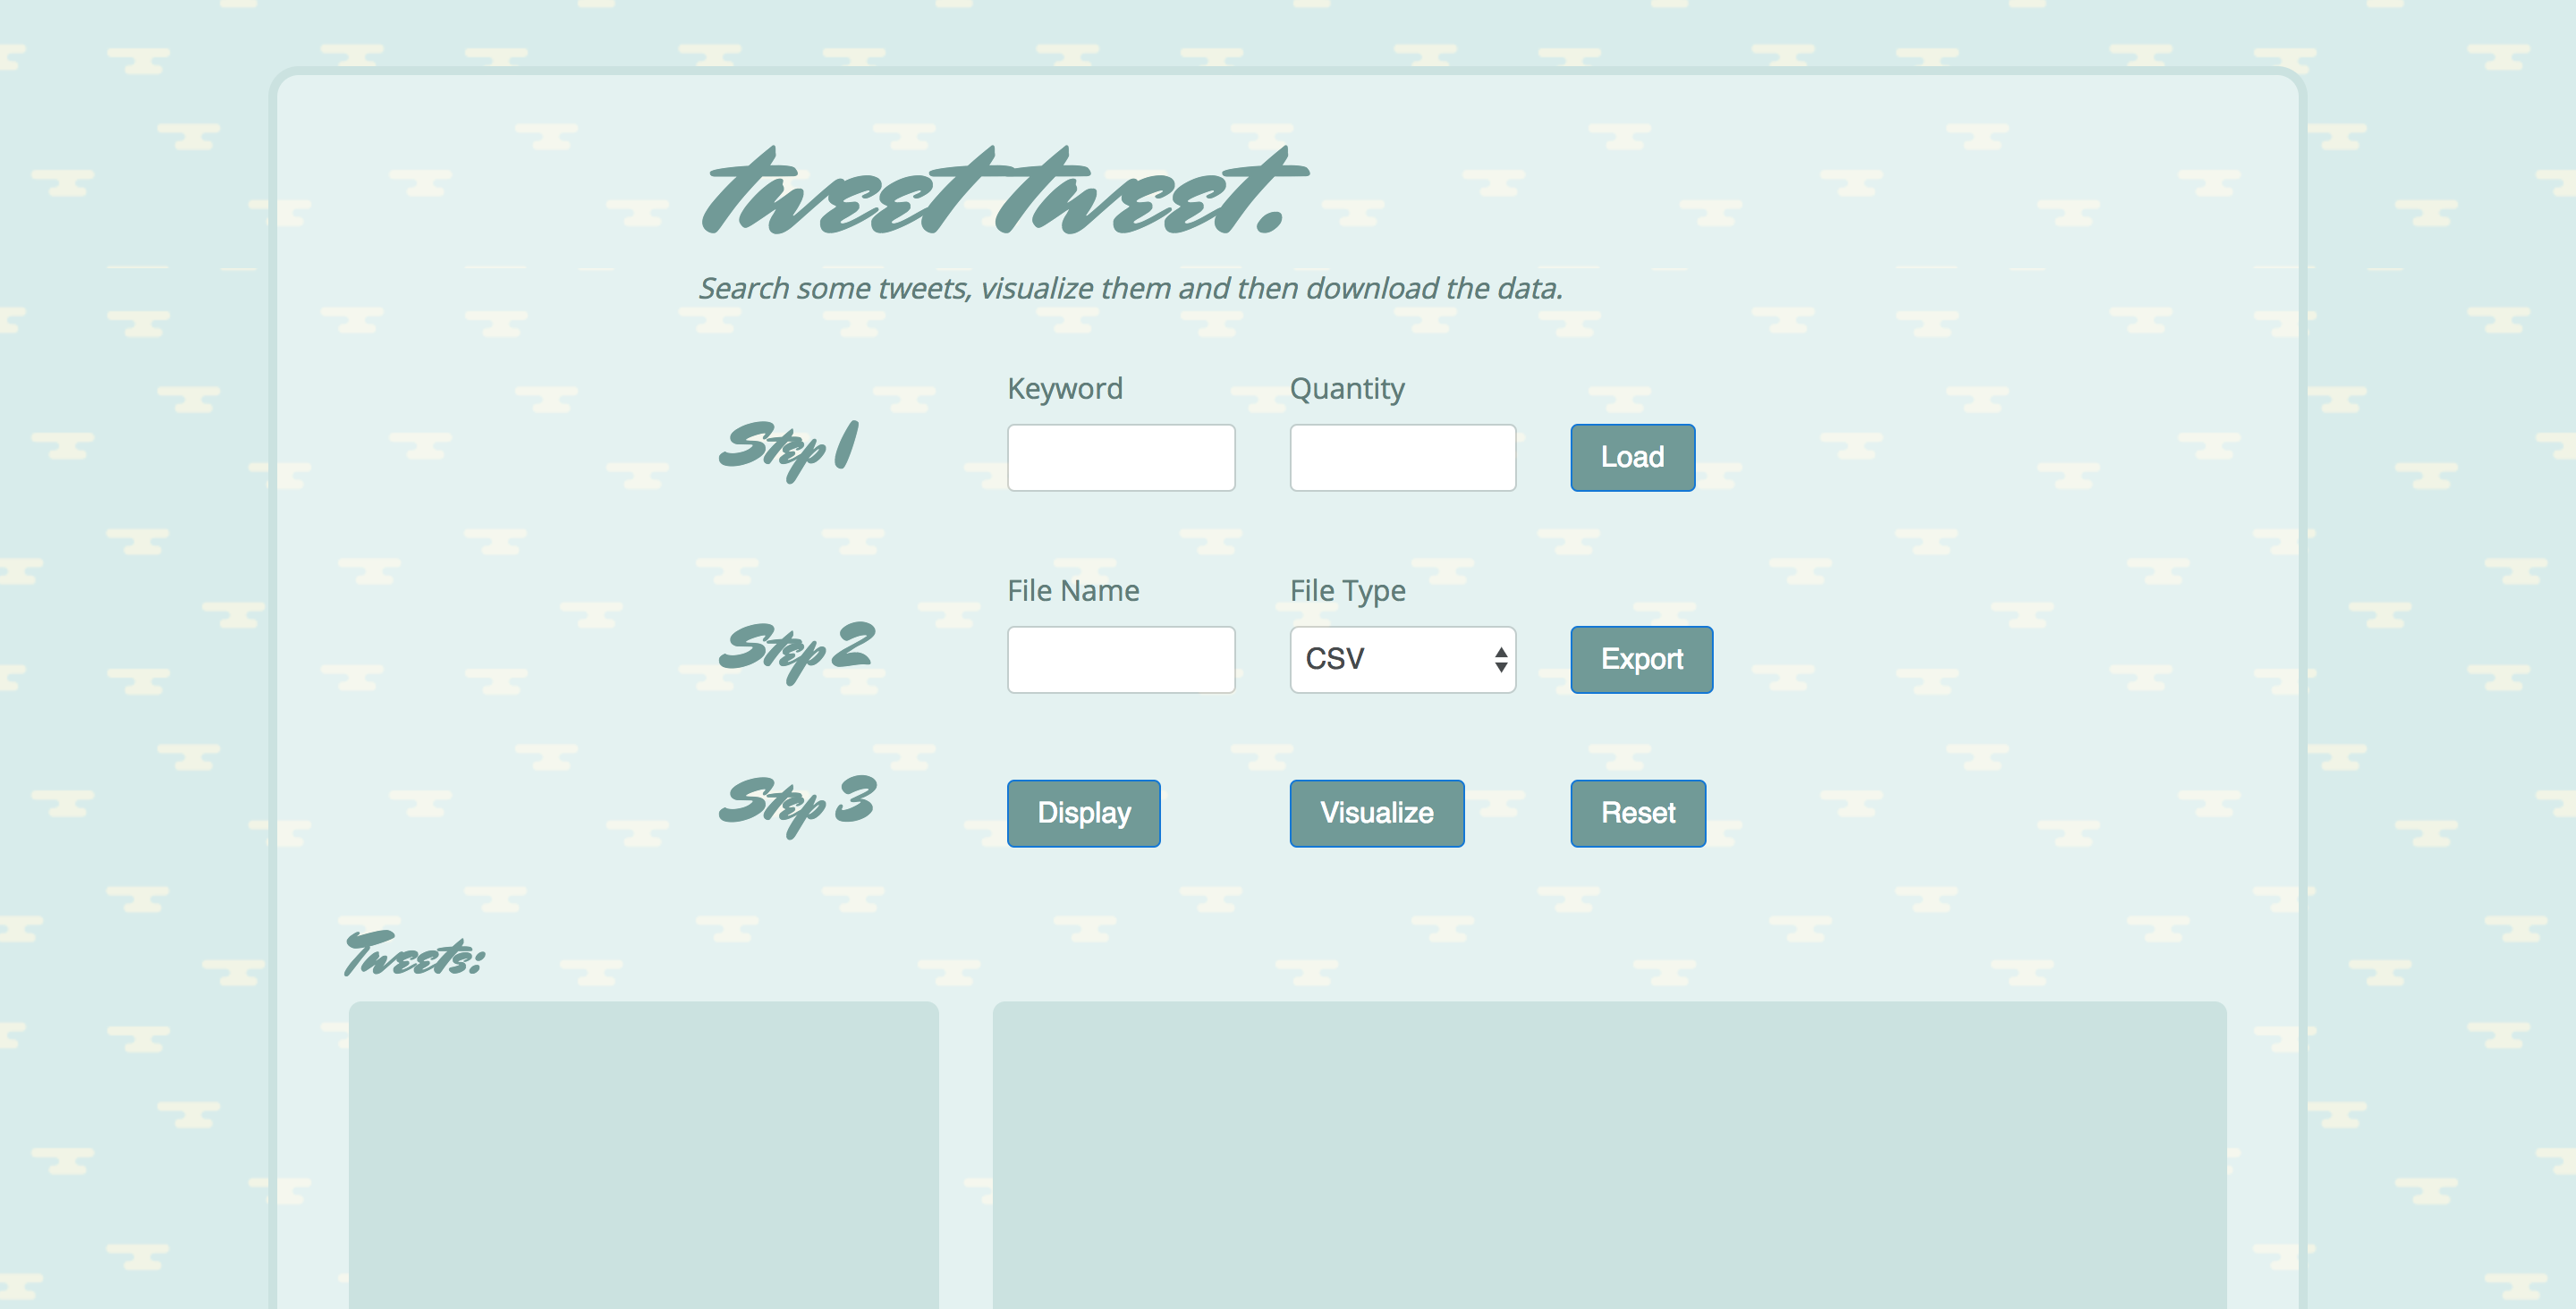 tweet tweet.
Search some tweets, visualize them and then download the data.
Keyword Quantity
Step 1 Load
File Name File Type
Step 2 CSV Export
Step 3 Display Visualize Reset
Tweets: